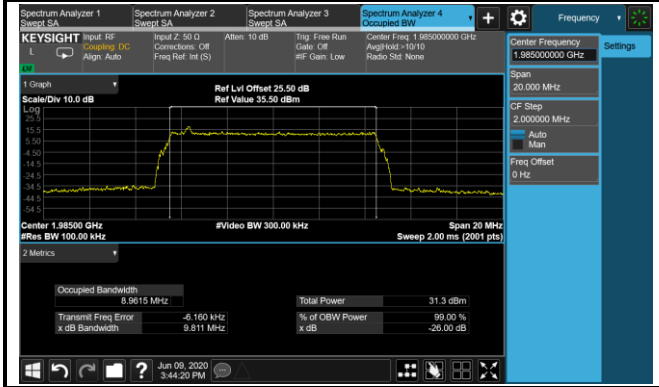 Spectrum Analyzer 1
Swept SA
Spectrum Analyzer 2
Swept SA
Spectrum Analyzer 3
Swept SA
Spectrum Analyzer 4
Occupied BW
+
Frequency
KEYSIGHT
L
Input: RF
Coupling: DC
Align: Auto
Input Z: 50 Ω
Corrections: Off
Freq Ref: Int (S)
Atten: 10 dB
Trig: Free Run
Gate: Off
#IF Gain: Low
Center Freq: 1.985000000 GHz
Avg|Hold:>10/10
Radio Std: None
Center Frequency
1.985000000 GHz
Settings
Span
20.000 MHz
CF Step
2.000000 MHz
Auto
Man
Freq Offset
0 Hz
1 Graph
Scale/Div 10.0 dB
Ref Lvl Offset 25.50 dB
Ref Value 35.50 dBm
Log
25.5
15.5
5.50
-4.50
-14.5
-24.5
-34.5
-44.5
-54.5
Center 1.98500 GHz
#Video BW 300.00 kHz
Span 20 MHz
#Res BW 100.00 kHz
Sweep 2.00 ms (2001 pts)
2 Metrics
Occupied Bandwidth
8.9615 MHz
Total Power
31.3 dBm
Transmit Freq Error
-6.160 kHz
% of OBW Power
99.00 %
x dB Bandwidth
9.811 MHz
x dB
-26.00 dB
?
Jun 09, 2020
3:44:20 PM